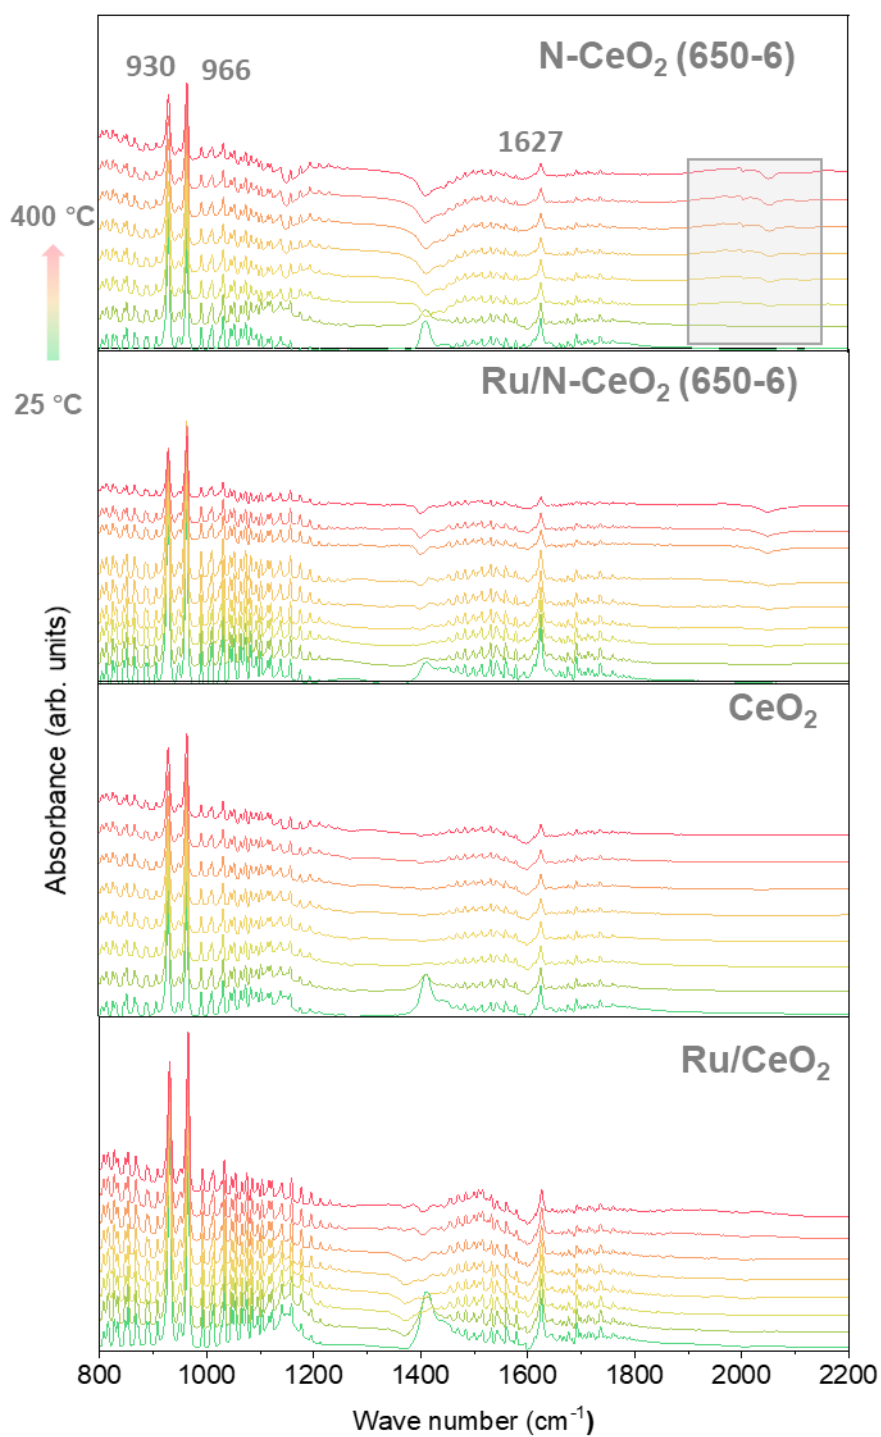 N-CeO₂ (650-6)
930 966
1627
400 °C
25 °C
Ru/N-CeO₂ (650-6)
CeO₂
Ru/CeO₂
Absorbance (arb. units)
800 1000 1200 1400 1600 1800 2000 2200
Wave number (cm⁻¹)